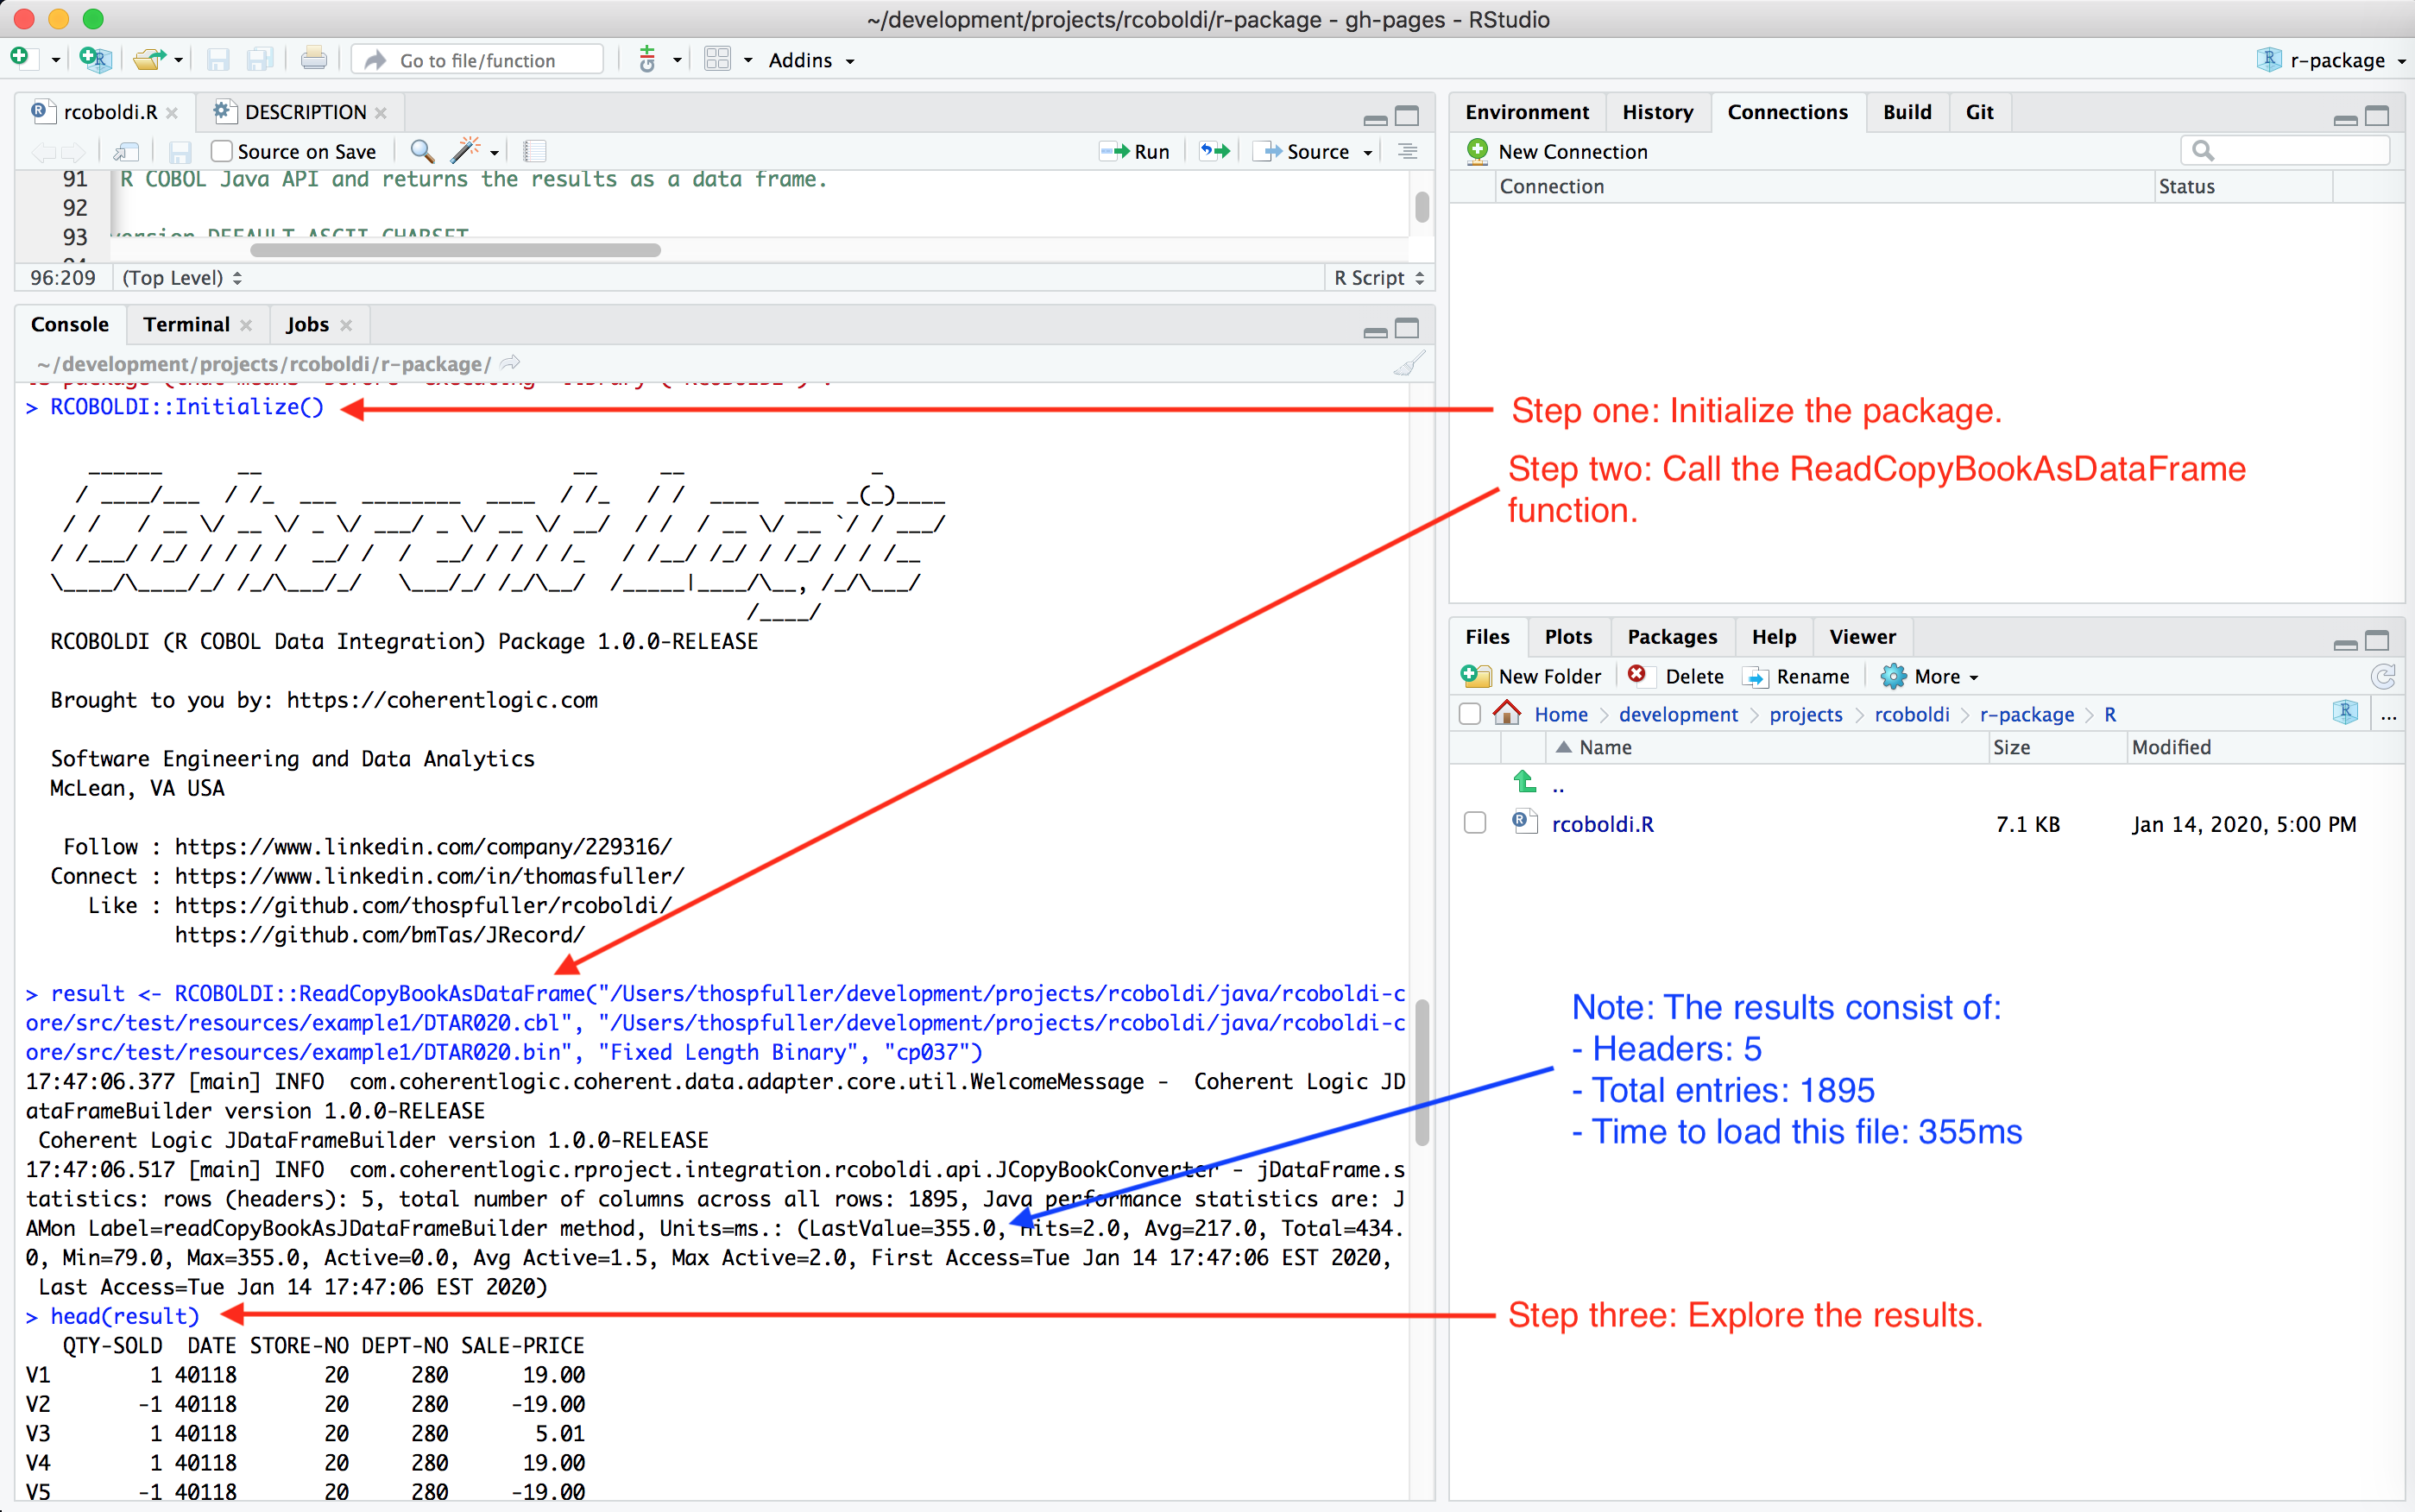 ~/development/projects/rcoboldi/r-package - gh-pages - RStudio
Go to file/function
Addins
r-package
rcoboldi.R
DESCRIPTION
Source on Save
Run
Source
91 R COBOL Java API and returns the results as a data frame.
92
93 version DEFAULT_ASCII_CHARSET
94
96:209 (Top Level) R Script
Console Terminal Jobs
~/development/projects/rcoboldi/r-package/
> RCOBOLDI::Initialize()
Coherent Logic
RCOBOLDI (R COBOL Data Integration) Package 1.0.0-RELEASE
Brought to you by: https://coherentlogic.com
Software Engineering and Data Analytics
McLean, VA USA
Follow : https://www.linkedin.com/company/229316/
Connect : https://www.linkedin.com/in/thomasfuller/
Like : https://github.com/thospfuller/rcoboldi/
https://github.com/bmTas/JRecord/
> result <- RCOBOLDI::ReadCopyBookAsDataFrame("/Users/thospfuller/development/projects/rcoboldi/java/rcoboldi-c
ore/src/test/resources/example1/DTAR020.cbl", "/Users/thospfuller/development/projects/rcoboldi/java/rcoboldi-c
ore/src/test/resources/example1/DTAR020.bin", "Fixed Length Binary", "cp037")
17:47:06.377 [main] INFO com.coherentlogic.coherent.data.adapter.core.util.WelcomeMessage - Coherent Logic JD
ataFrameBuilder version 1.0.0-RELEASE
Coherent Logic JDataFrameBuilder version 1.0.0-RELEASE
17:47:06.517 [main] INFO com.coherentlogic.rproject.integration.rcoboldi.api.JCopyBookConverter - jDataFrame.s
tatistics: rows (headers): 5, total number of columns across all rows: 1895, Java performance statistics are: J
AMon Label=readCopyBookAsJDataFrameBuilder method, Units=ms.: (LastValue=355.0, Hits=2.0, Avg=217.0, Total=434.
0, Min=79.0, Max=355.0, Active=0.0, Avg Active=1.5, Max Active=2.0, First Access=Tue Jan 14 17:47:06 EST 2020,
Last Access=Tue Jan 14 17:47:06 EST 2020)
> head(result)
QTY-SOLD DATE STORE-NO DEPT-NO SALE-PRICE
V1 1 40118 20 280 19.00
V2 -1 40118 20 280 -19.00
V3 1 40118 20 280 5.01
V4 1 40118 20 280 19.00
V5 -1 40118 20 280 -19.00
Environment History Connections Build Git
New Connection
Connection Status
Step one: Initialize the package.
Step two: Call the ReadCopyBookAsDataFrame
function.
Files Plots Packages Help Viewer
New Folder Delete Rename More
Home development projects rcoboldi r-package R ...
Name Size Modified
..
rcoboldi.R 7.1 KB Jan 14, 2020, 5:00 PM
Note: The results consist of:
- Headers: 5
- Total entries: 1895
- Time to load this file: 355ms
Step three: Explore the results.